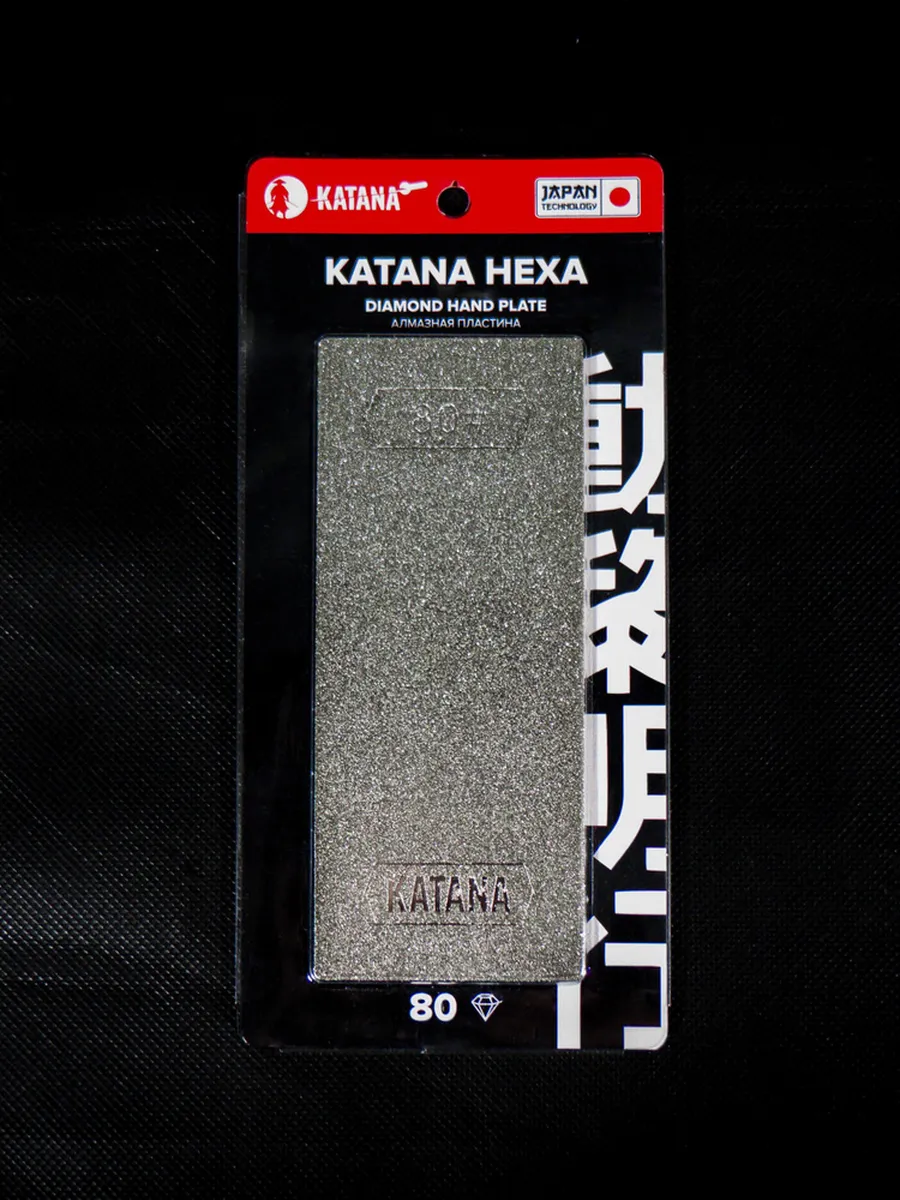 KATANA
JAPAN
TECHNOLOGY
KATANA HEXA
DIAMOND HAND PLATE
АЛМАЗНАЯ ПЛАСТИНА
80#
KATANA
80